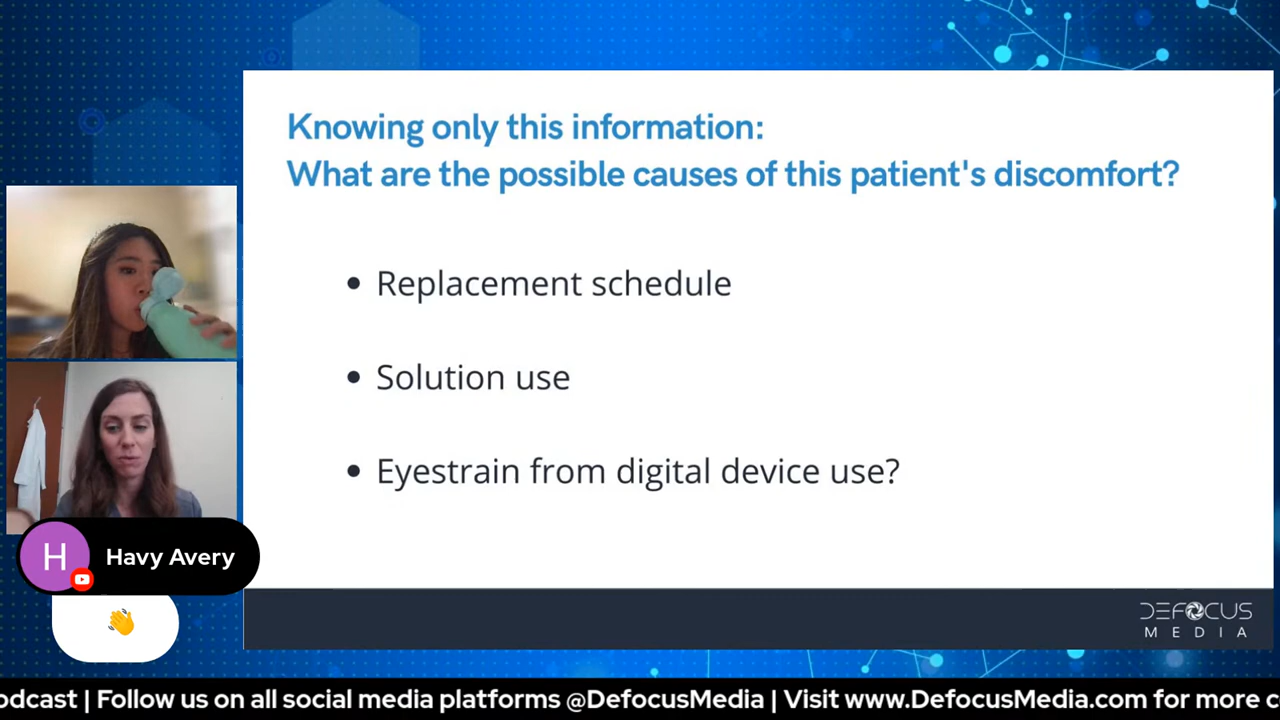 Knowing only this information:
What are the possible causes of this patient's discomfort?
• Replacement schedule
• Solution use
• Eyestrain from digital device use?
H
Havy Avery
👋
DEFOCUS
MEDIA
odcast | Follow us on all social media platforms @DefocusMedia | Visit www.DefocusMedia.com for more c